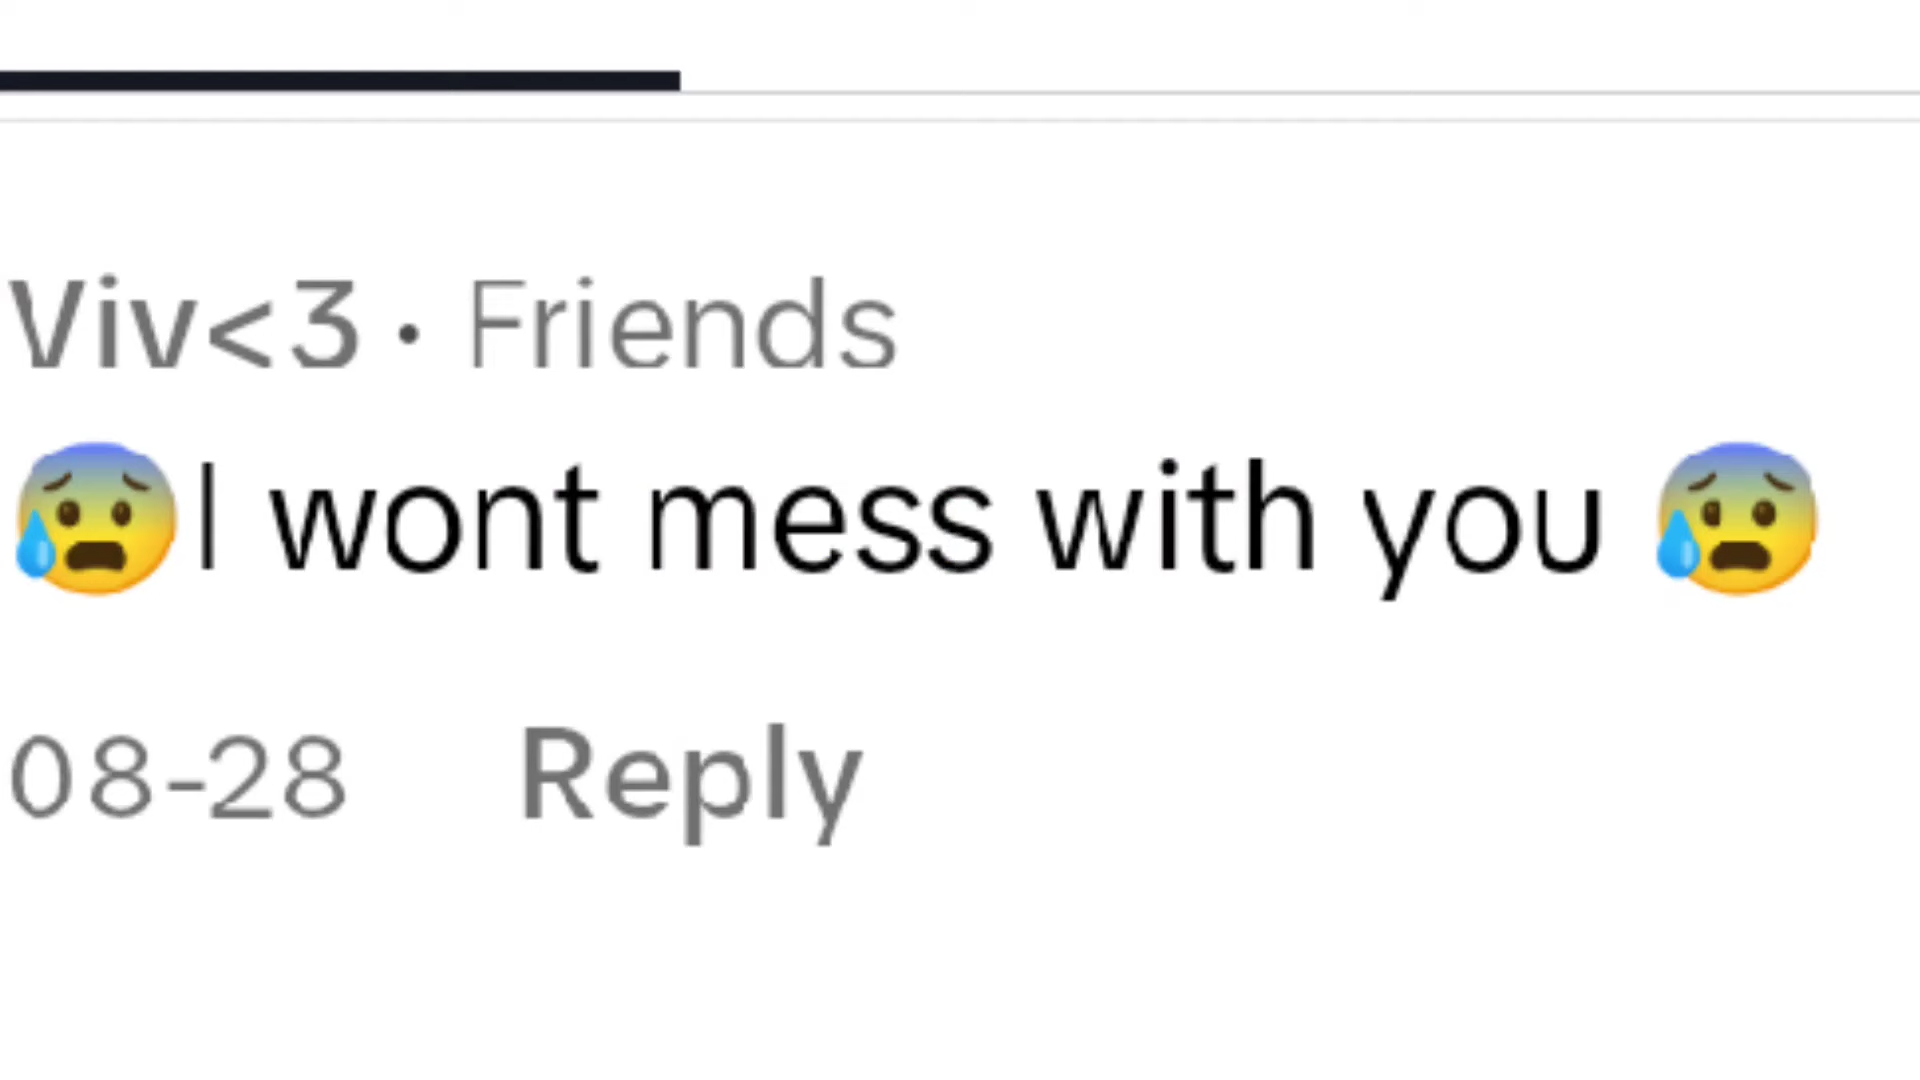 Viv<3 · Friends
😰I wont mess with you 😰
08-28 Reply